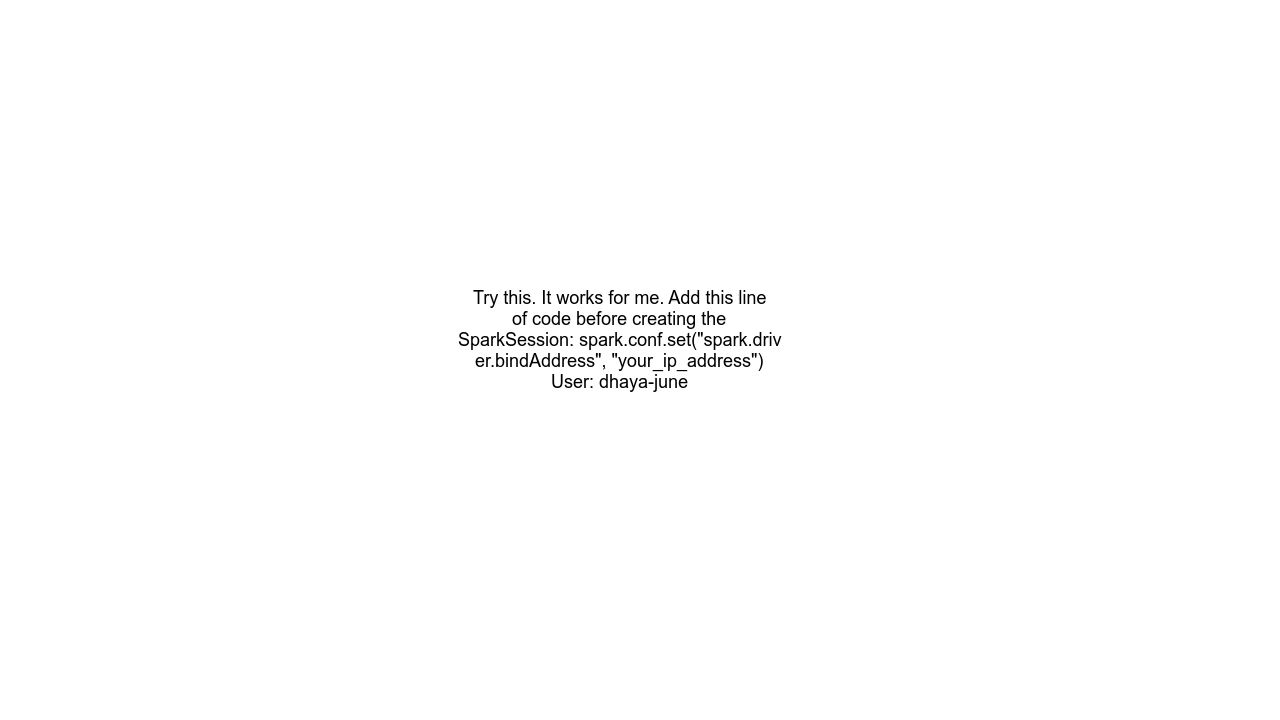 Try this. It works for me. Add this line
of code before creating the
SparkSession: spark.conf.set("spark.driv
er.bindAddress", "your_ip_address")
User: dhaya-june